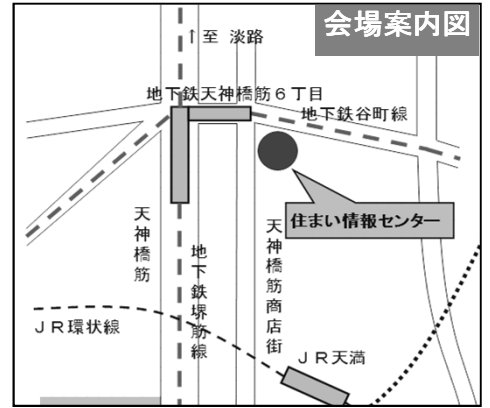 会場案内図
↑至 淡路
地下鉄天神橋筋６丁目
地下鉄谷町線
住まい情報センター
天神橋筋
地下鉄堺筋線
天神橋筋商店街
ＪＲ環状線
ＪＲ天満